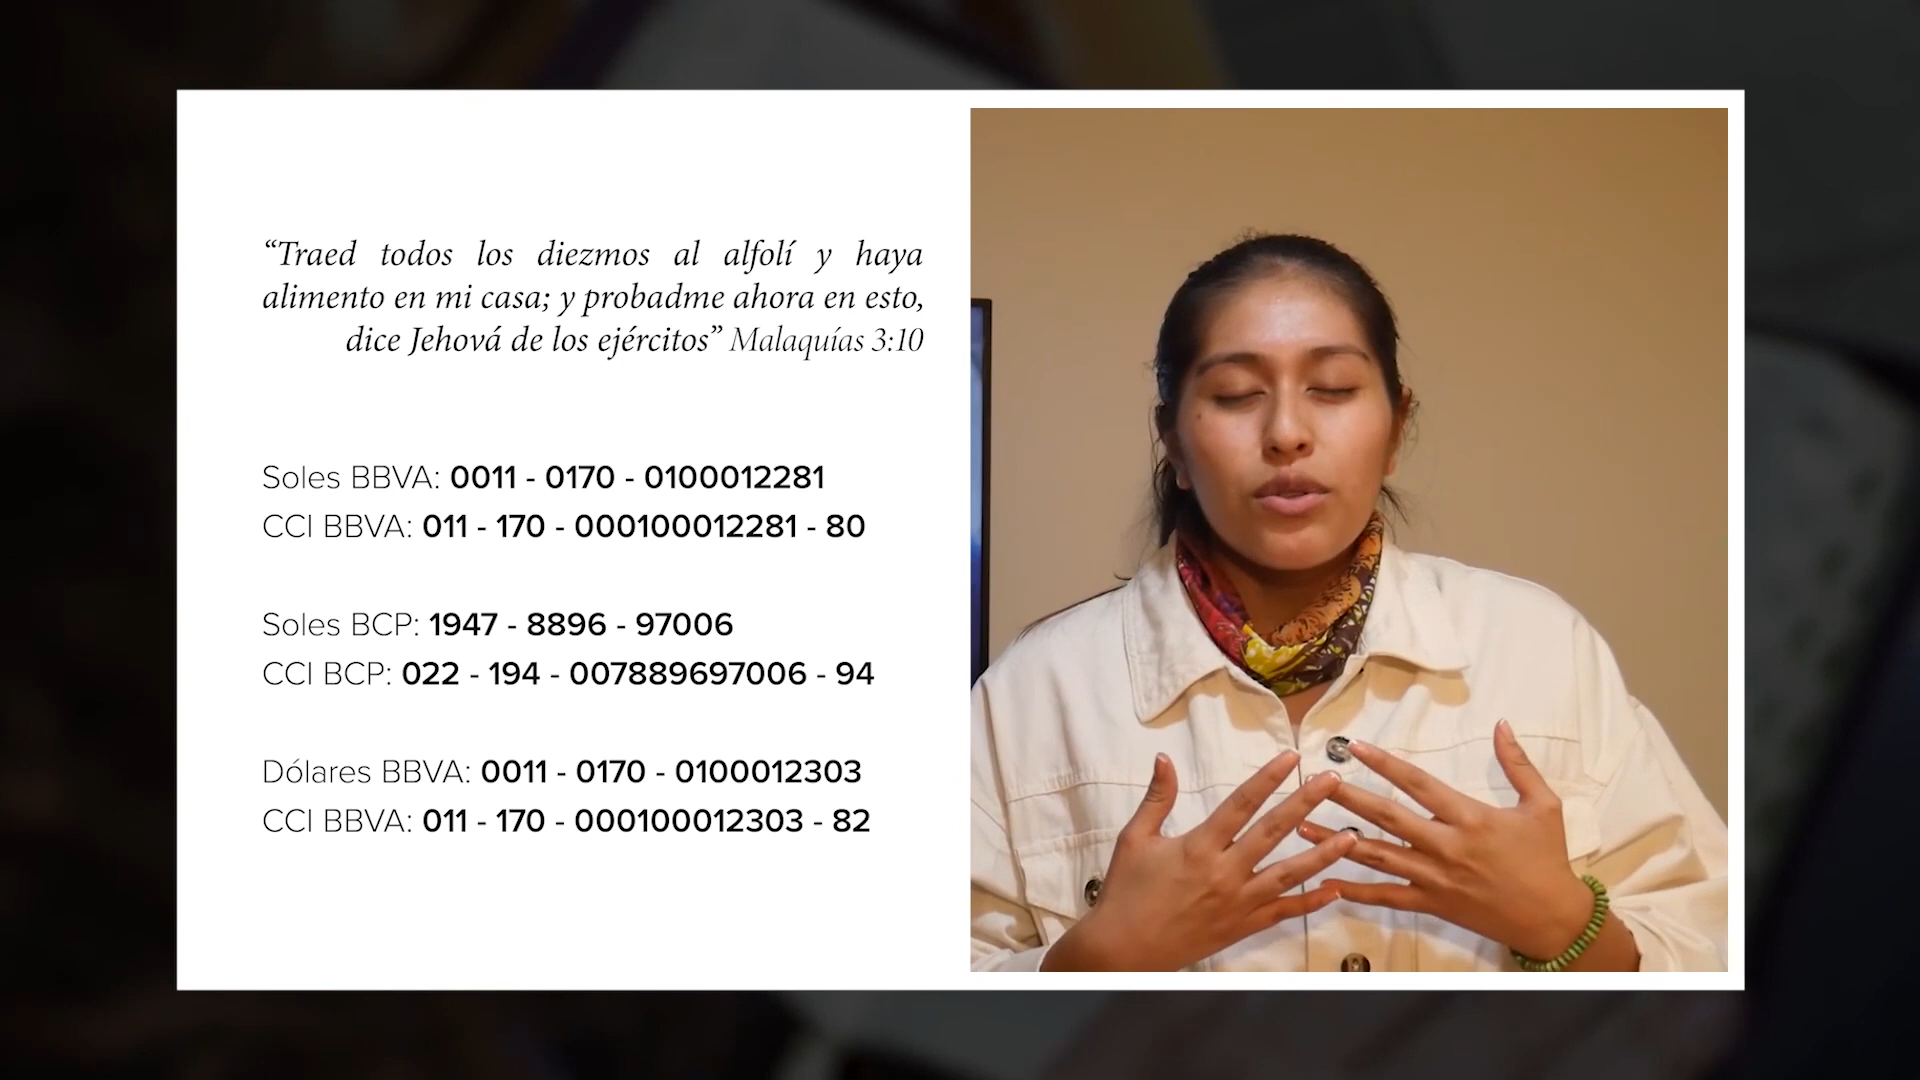 “Traed todos los diezmos al alfolí y haya
alimento en mi casa; y probadme ahora en esto,
dice Jehová de los ejércitos” Malaquías 3:10
Soles BBVA: 0011 - 0170 - 0100012281
CCI BBVA: 011 - 170 - 000100012281 - 80
Soles BCP: 1947 - 8896 - 97006
CCI BCP: 022 - 194 - 007889697006 - 94
Dólares BBVA: 0011 - 0170 - 0100012303
CCI BBVA: 011 - 170 - 000100012303 - 82